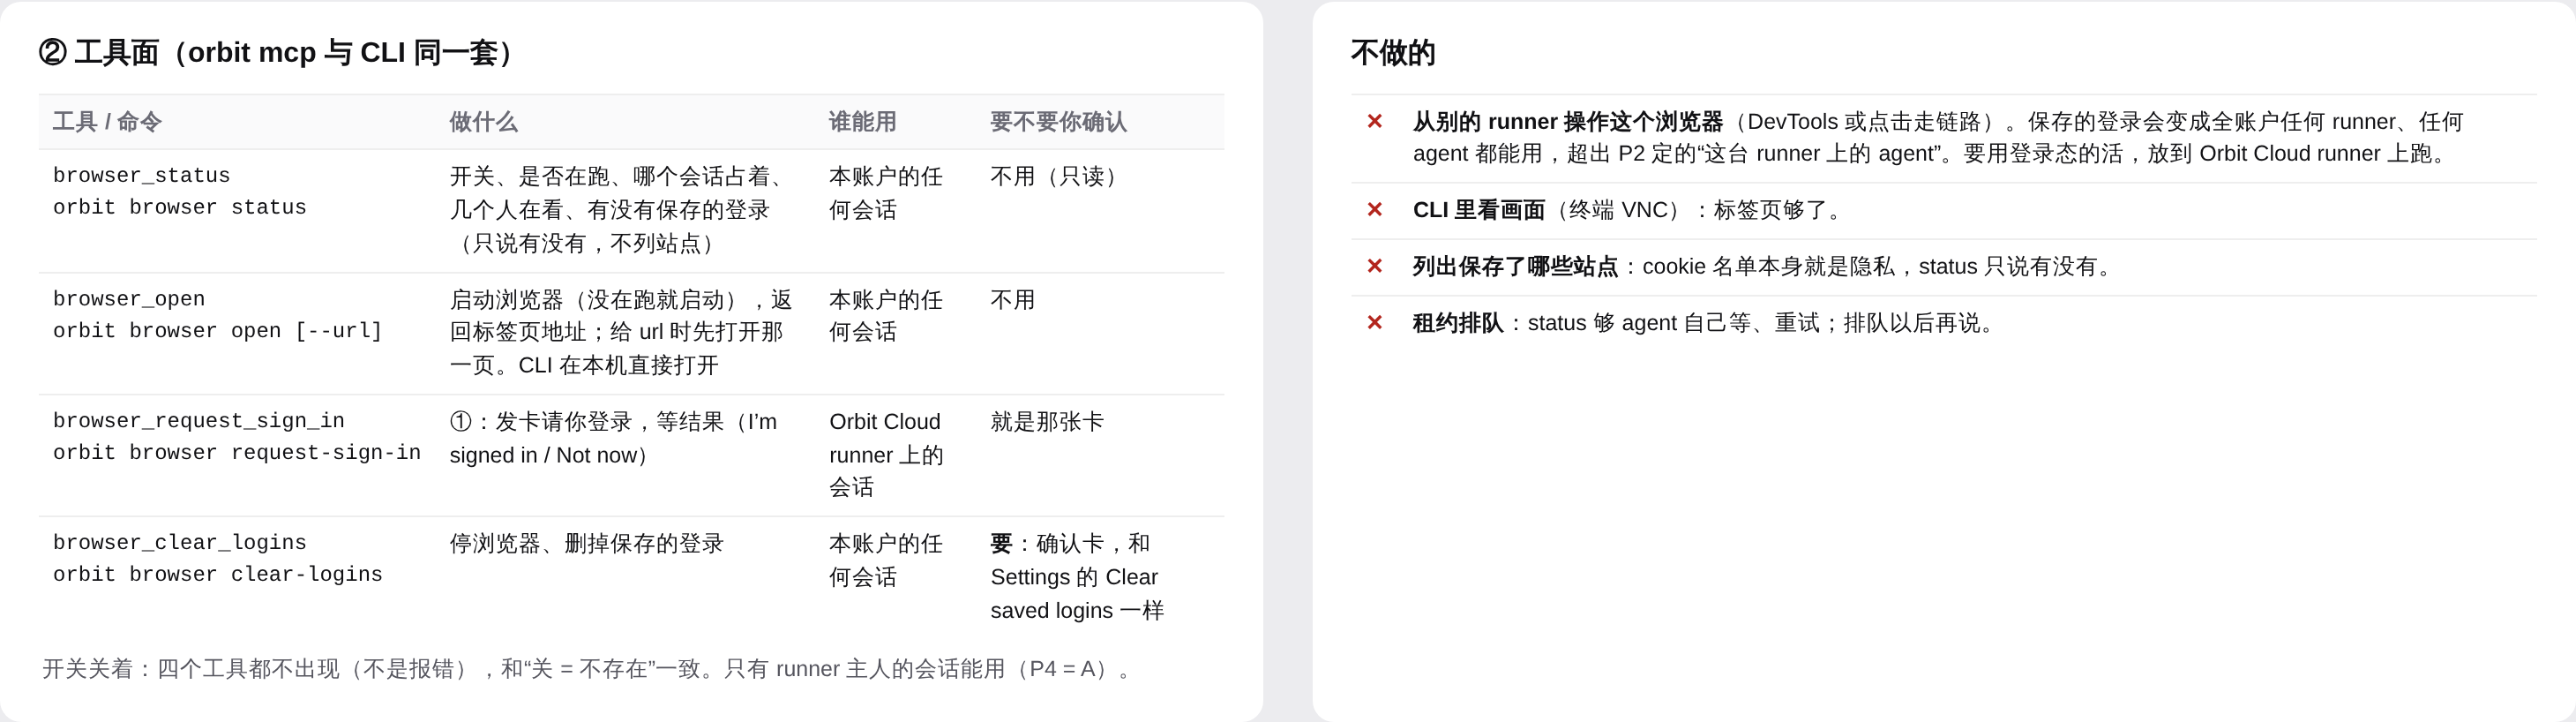 ② 工具面（orbit mcp 与 CLI 同一套）
工具 / 命令 做什么 谁能用 要不要你确认
browser_status
orbit browser status
开关、是否在跑、哪个会话占着、
几个人在看、有没有保存的登录
（只说有没有，不列站点）
本账户的任
何会话
不用（只读）
browser_open
orbit browser open [--url]
启动浏览器（没在跑就启动），返
回标签页地址；给 url 时先打开那
一页。CLI 在本机直接打开
本账户的任
何会话
不用
browser_request_sign_in
orbit browser request-sign-in
①：发卡请你登录，等结果（I’m
signed in / Not now）
Orbit Cloud
runner 上的
会话
就是那张卡
browser_clear_logins
orbit browser clear-logins
停浏览器、删掉保存的登录
本账户的任
何会话
要：确认卡，和
Settings 的 Clear
saved logins 一样
开关关着：四个工具都不出现（不是报错），和“关 = 不存在”一致。只有 runner 主人的会话能用（P4 = A）。
不做的
✕ 从别的 runner 操作这个浏览器（DevTools 或点击走链路）。保存的登录会变成全账户任何 runner、任何
agent 都能用，超出 P2 定的“这台 runner 上的 agent”。要用登录态的活，放到 Orbit Cloud runner 上跑。
✕ CLI 里看画面（终端 VNC）：标签页够了。
✕ 列出保存了哪些站点：cookie 名单本身就是隐私，status 只说有没有。
✕ 租约排队：status 够 agent 自己等、重试；排队以后再说。